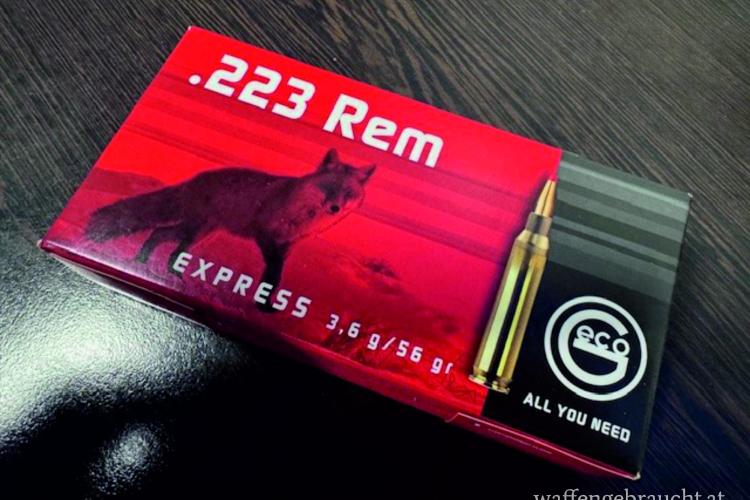 .223 Rem
EXPRESS 3,6 g/56 gr
Geco
ALL YOU NEED
waffengebraucht.at